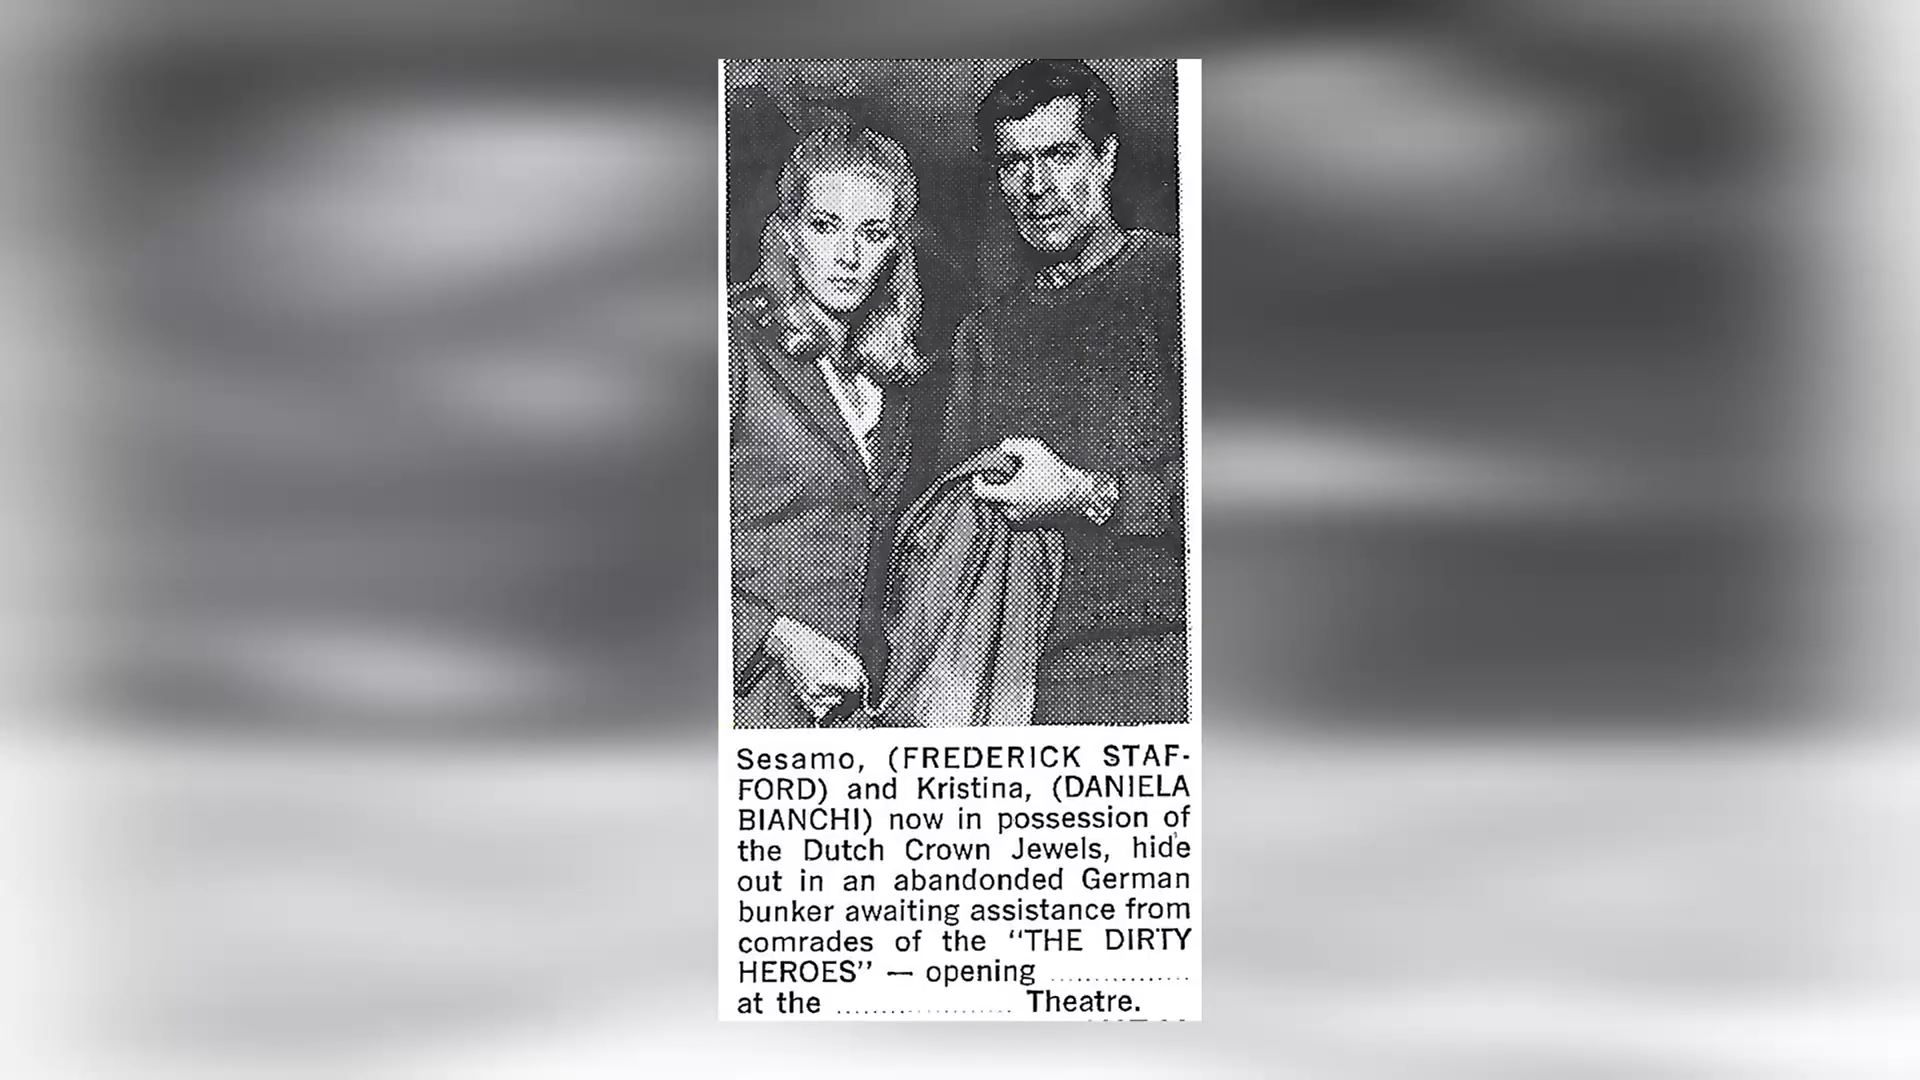 Sesamo, (FREDERICK STAF-
FORD) and Kristina, (DANIELA
BIANCHI) now in possession of
the Dutch Crown Jewels, hide
out in an abandonded German
bunker awaiting assistance from
comrades of the “THE DIRTY
HEROES” — opening ................
at the .................... Theatre.